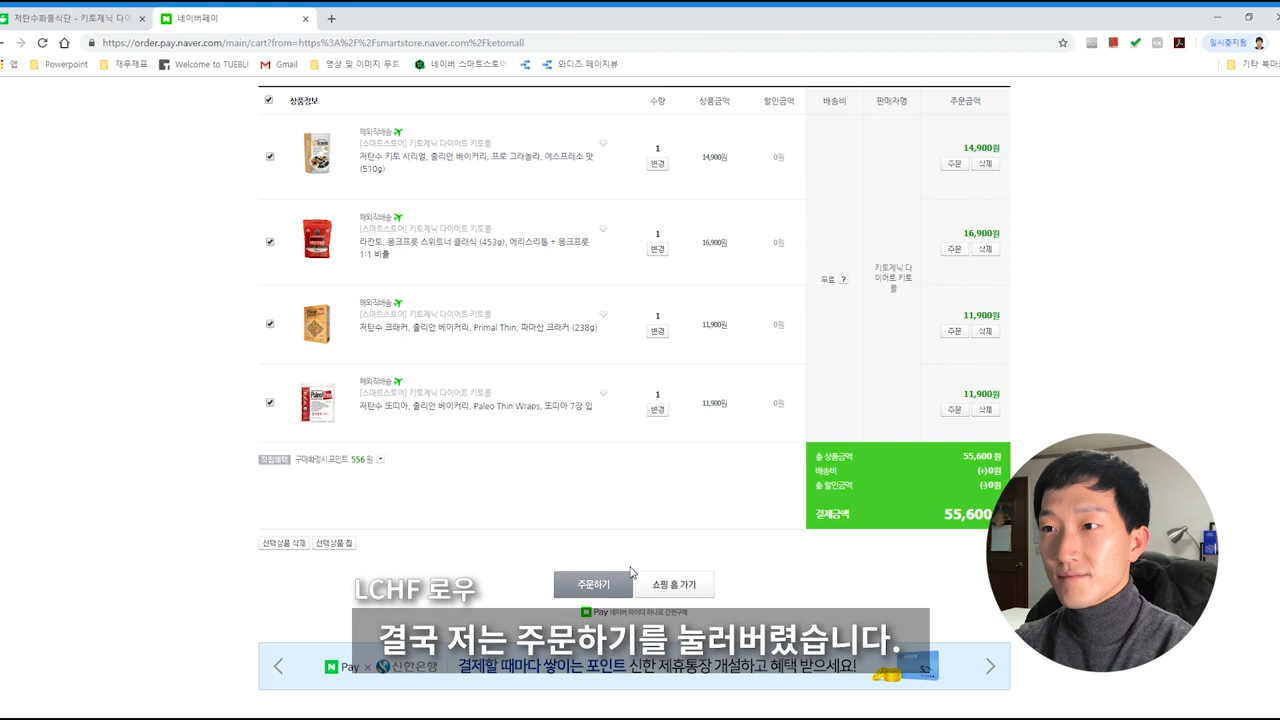 저탄수화물식단 - 키토제닉 다이
네이버페이
https://order.pay.naver.com/main/cart?from=https%3A%2F%2Fsmartstore.naver.com%2Fketomall
일시중지됨
앱
Powerpoint
재무제표
Welcome to TUEBL!
Gmail
영상 및 이미지 무드
네이버 스마트스토어
와디즈 페이지뷰
기타 북마크
상품정보 수량 상품금액 할인금액 배송비 판매자명 주문금액
해외직배송
[스마트스토어] 키토제닉 다이어트 키토몰
저탄수 키토 시리얼, 줄리안 베이커리, 프로 그래놀라, 에스프레소 맛
(510g)
1
변경
14,900원
0원
14,900원
주문 삭제
해외직배송
[스마트스토어] 키토제닉 다이어트 키토몰
라칸토, 몽크프룻 스위트너 클래식 (453g), 에리스리톨 + 몽크프룻
1:1 비율
1
변경
16,900원
0원
16,900원
주문 삭제
무료 ?
키토제닉 다
이어트 키토
몰
해외직배송
[스마트스토어] 키토제닉 다이어트 키토몰
저탄수 크래커, 줄리안 베이커리, Primal Thin, 파마산 크래커 (238g)
1
변경
11,900원
0원
11,900원
주문 삭제
해외직배송
[스마트스토어] 키토제닉 다이어트 키토몰
저탄수 또띠아, 줄리안 베이커리, Paleo Thin Wraps, 또띠아 7장 입
1
변경
11,900원
0원
11,900원
주문 삭제
적립혜택 구매확정시 포인트 556원
총 상품금액 55,600 원
배송비 (+)0원
총 할인금액 (-)0원
결제금액 55,600
선택상품 삭제 선택상품 찜
주문하기 쇼핑 홈 가기
LCHF 로우
N Pay 네이버 아이디 하나로 간편구매
결국 저는 주문하기를 눌러버렸습니다.
N Pay × 신한은행 결제할 때마다 쌓이는 포인트 신한 제휴통장 개설하고 혜택 받으세요!